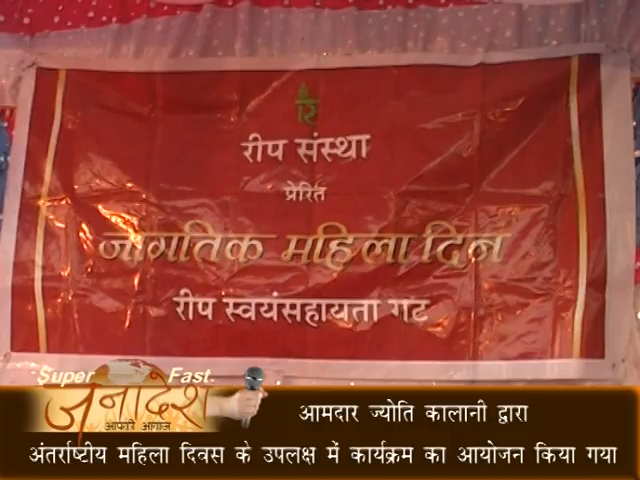 रीप संस्था
प्रेरित
जागतिक महिला दिन
रीप स्वयंसहायता गट
Super Fast
जनादेश
आमदार ज्योति कालानी द्वारा
अंतर्राष्टीय महिला दिवस के उपलक्ष में कार्यक्रम का आयोजन किया गया